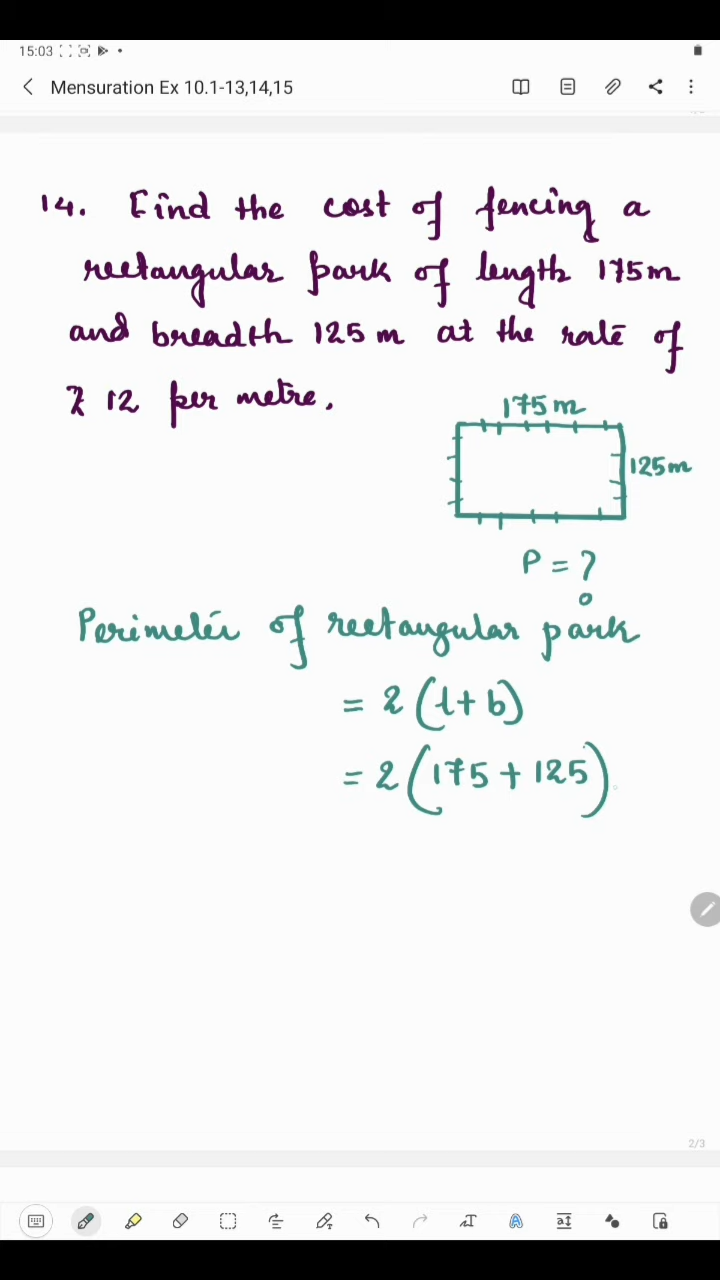 15:03
Mensuration Ex 10.1-13,14,15
14. Find the cost of fencing a
rectangular park of length 175m
and breadth 125 m at the rate of
₹ 12 per metre.
175m
125m
P = ?
Perimeter of rectangular park
= 2 (l+b)
= 2 (175 + 125)
2/3